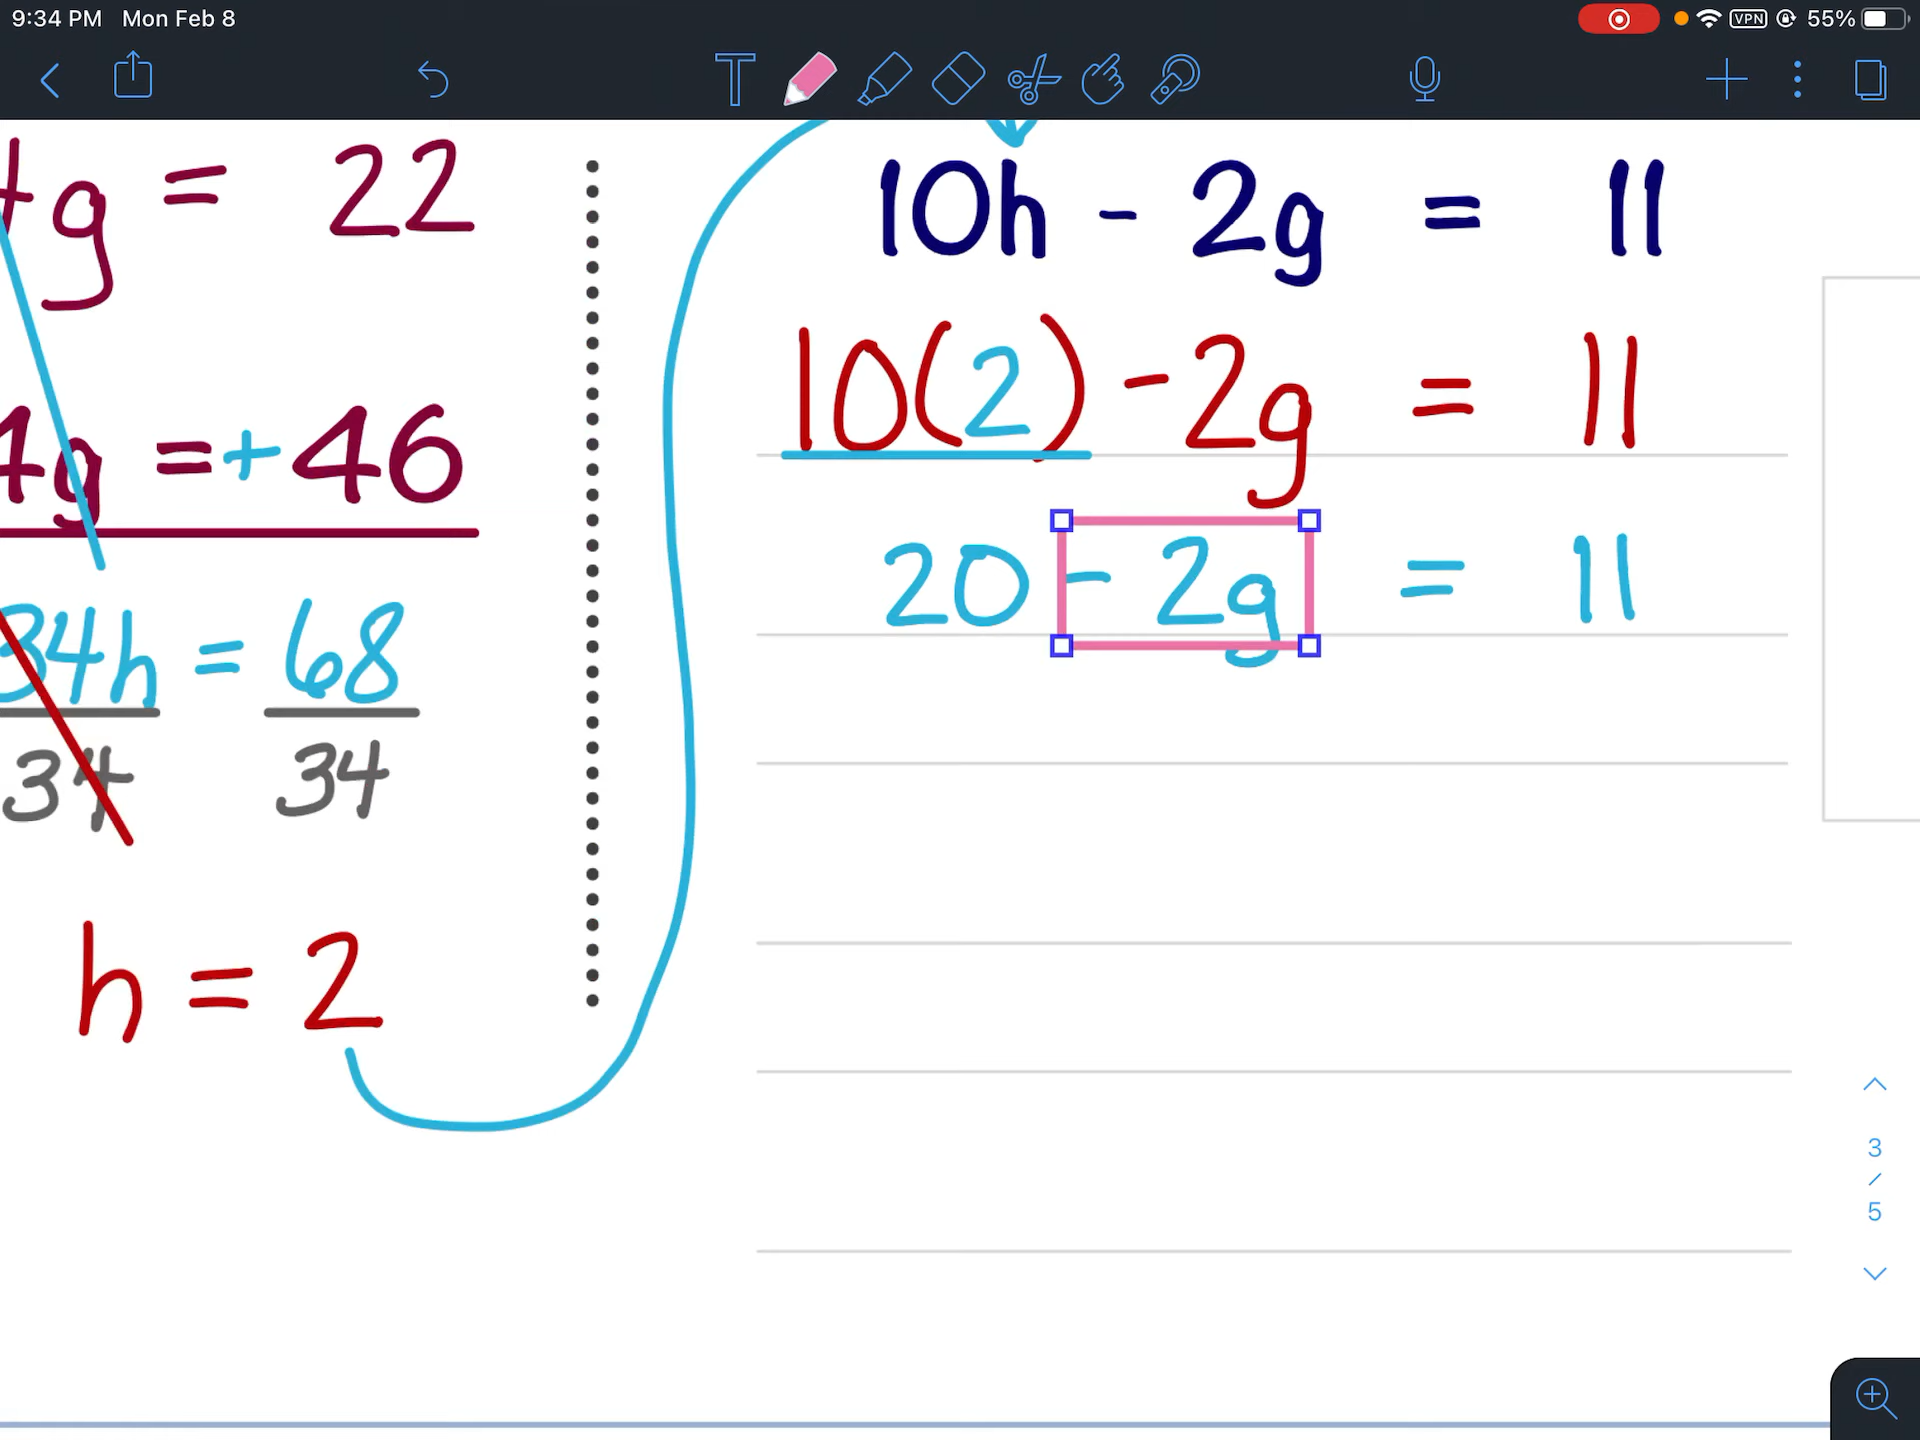 9:34 PM Mon Feb 8
VPN 55%
T
g = 22
4g = + 46
34h = 68
34 34
h = 2
10h - 2g = 11
10(2) - 2g = 11
20 - 2g = 11
3
/
5